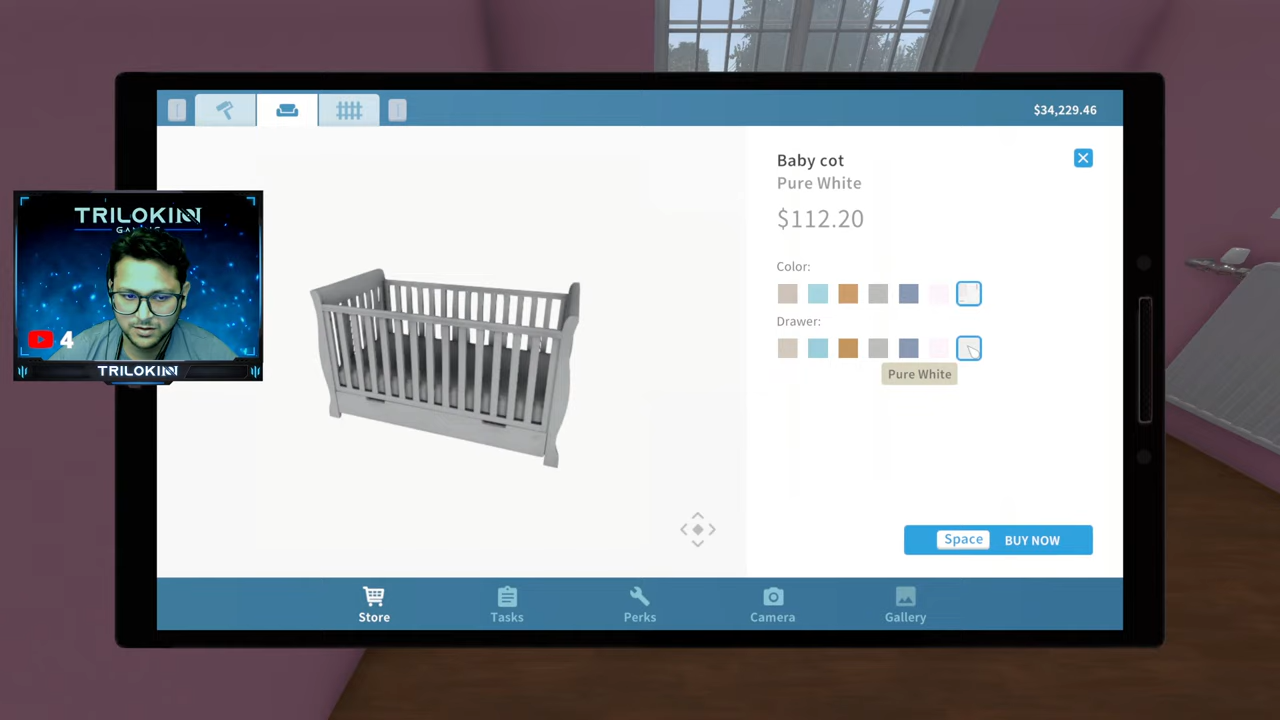 $34,229.46
Baby cot
Pure White
$112.20
Color:
Drawer:
Pure White
Space BUY NOW
Store Tasks Perks Camera Gallery
TRILOKIN
GAMING
4
TRILOKIN